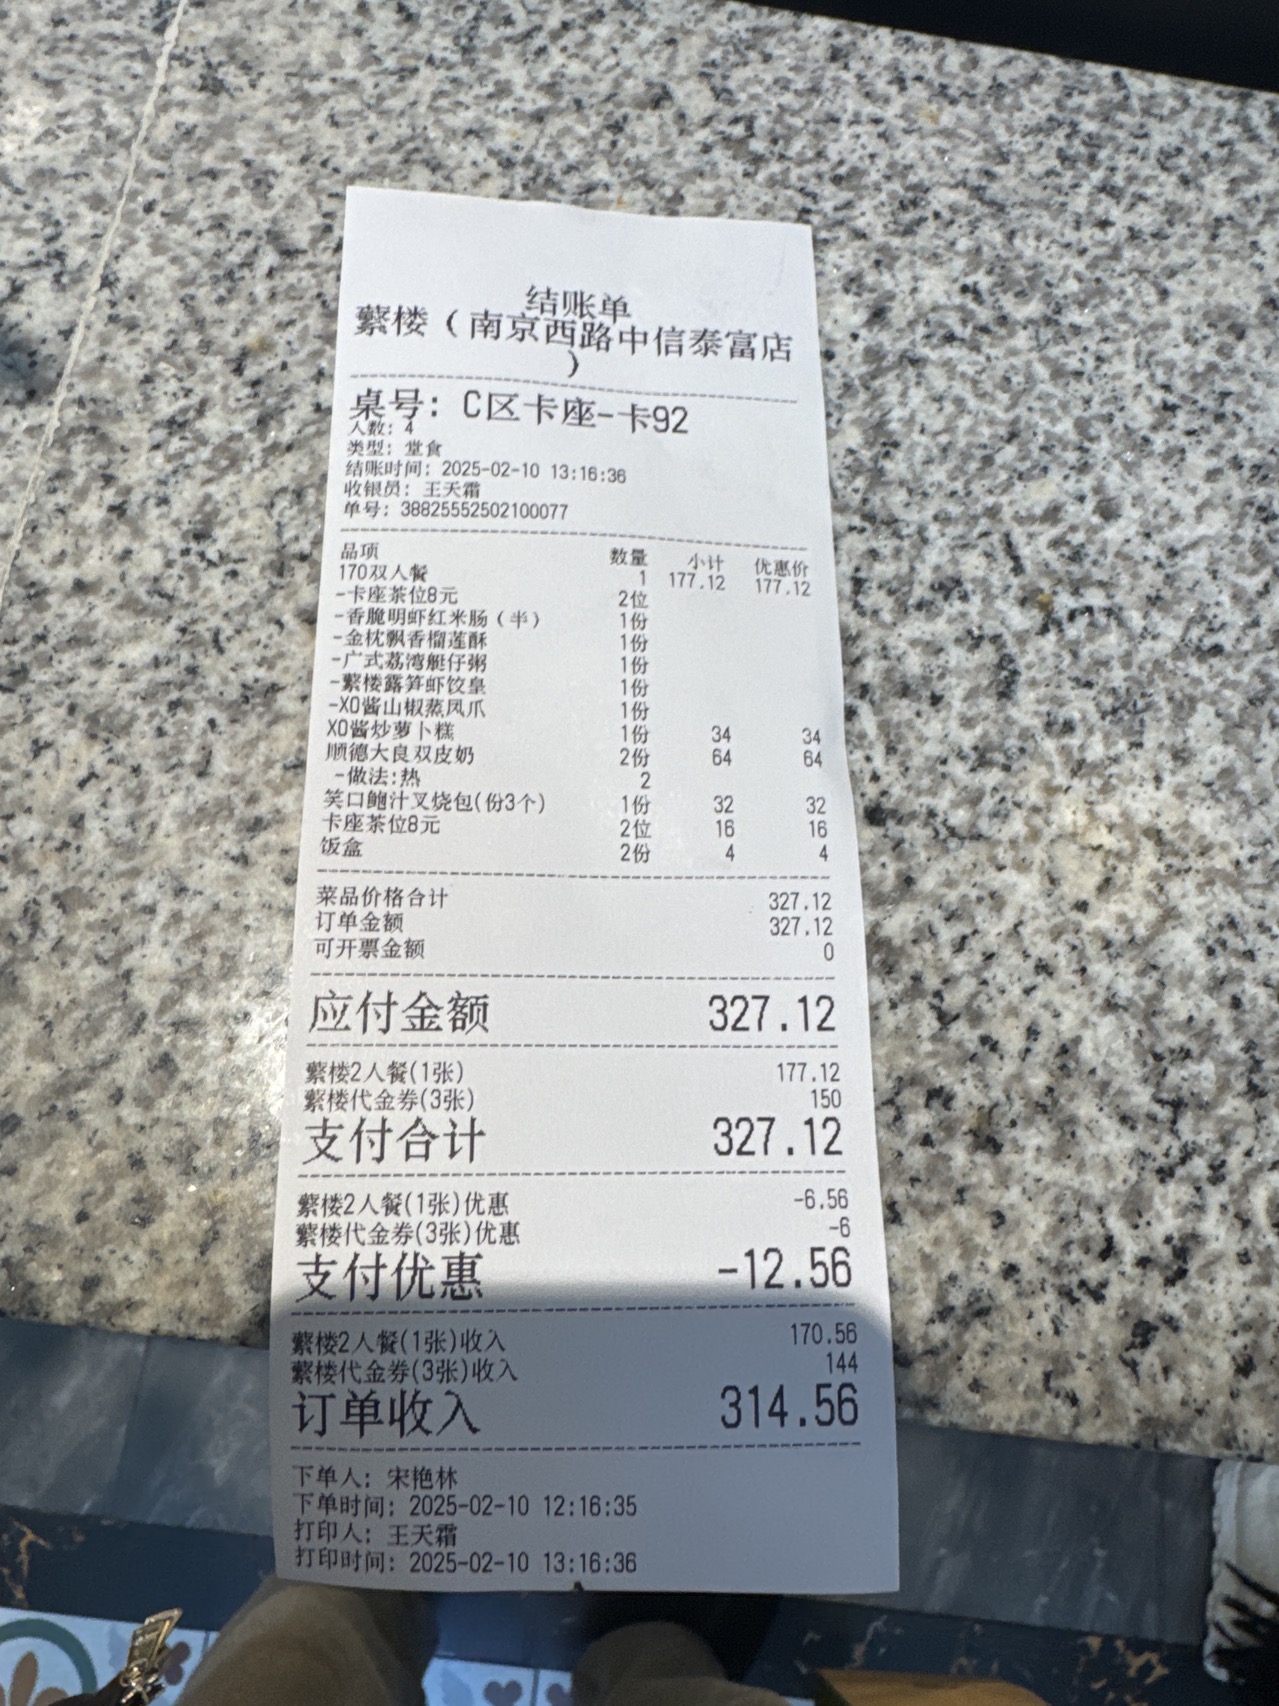 结账单
蘩楼（南京西路中信泰富店
）
桌号: C区卡座-卡92
人数: 4
类型: 堂食
结账时间: 2025-02-10 13:16:36
收银员: 王天霜
单号: 38825552502100077
品项 数量 小计 优惠价
170双人餐 1 177.12 177.12
-卡座茶位8元 2位
-香脆明虾红米肠（半） 1份
-金枕飘香榴莲酥 1份
-广式荔湾艇仔粥 1份
-蘩楼露笋虾饺皇 1份
-XO酱山椒蒸凤爪 1份
XO酱炒萝卜糕 1份 34 34
顺德大良双皮奶 2份 64 64
-做法:热 2
笑口鲍汁叉烧包(份3个) 1份 32 32
卡座茶位8元 2位 16 16
饭盒 2份 4 4
菜品价格合计 327.12
订单金额 327.12
可开票金额 0
应付金额 327.12
蘩楼2人餐(1张) 177.12
蘩楼代金券(3张) 150
支付合计 327.12
蘩楼2人餐(1张)优惠 -6.56
蘩楼代金券(3张)优惠 -6
支付优惠 -12.56
蘩楼2人餐(1张)收入 170.56
蘩楼代金券(3张)收入 144
订单收入 314.56
下单人: 宋艳林
下单时间: 2025-02-10 12:16:35
打印人: 王天霜
打印时间: 2025-02-10 13:16:36